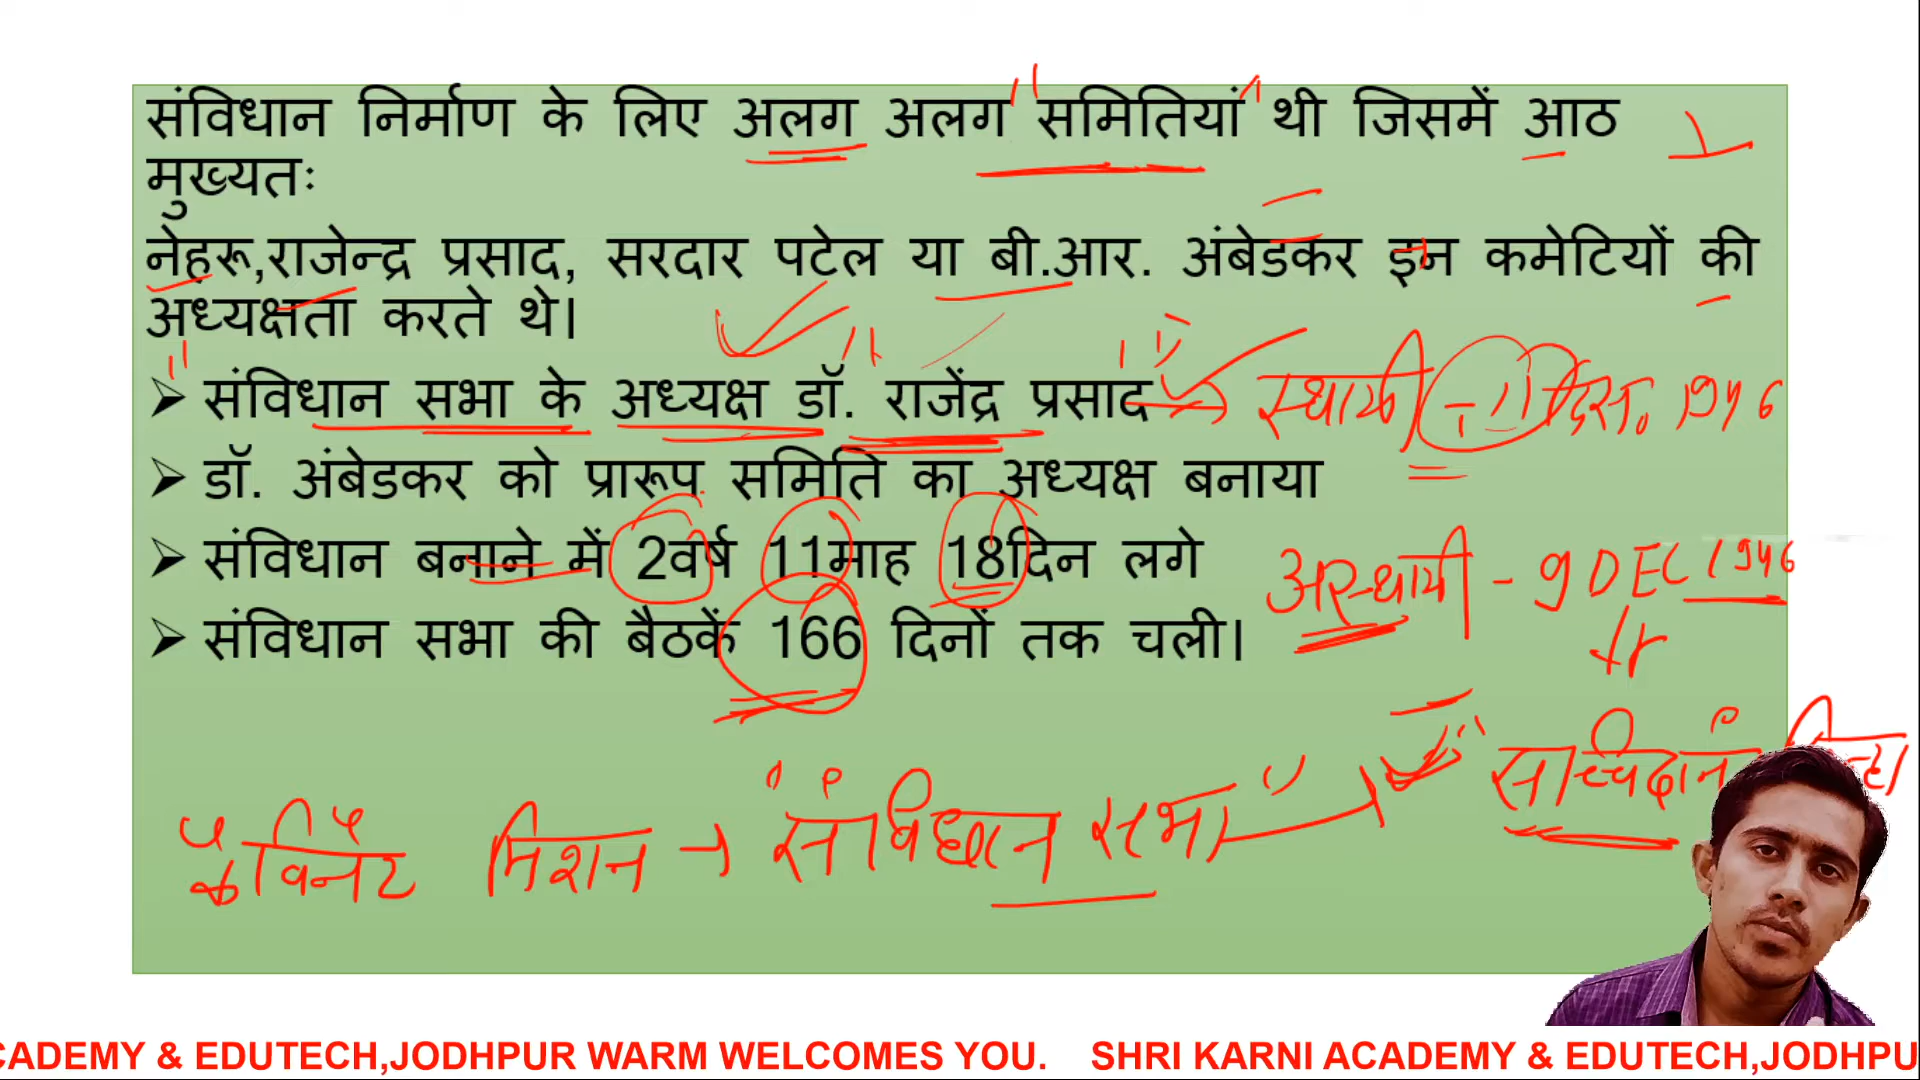 संविधान निर्माण के लिए अलग अलग समितियां थी जिसमें आठ
मुख्यतः
नेहरू,राजेन्द्र प्रसाद, सरदार पटेल या बी.आर. अंबेडकर इन कमेटियों की
अध्यक्षता करते थे।
➤ संविधान सभा के अध्यक्ष डॉ. राजेंद्र प्रसाद → स्थायी - 11 दिस. 1946
➤ डॉ. अंबेडकर को प्रारूप समिति का अध्यक्ष बनाया
➤ संविधान बनाने में 2वर्ष 11माह 18दिन लगे
अस्थायी - 9 DEC 1946
➤ संविधान सभा की बैठकें 166 दिनों तक चली।
मिशन → संविधान सभा
CADEMY & EDUTECH,JODHPUR WARM WELCOMES YOU. SHRI KARNI ACADEMY & EDUTECH,JODHPU